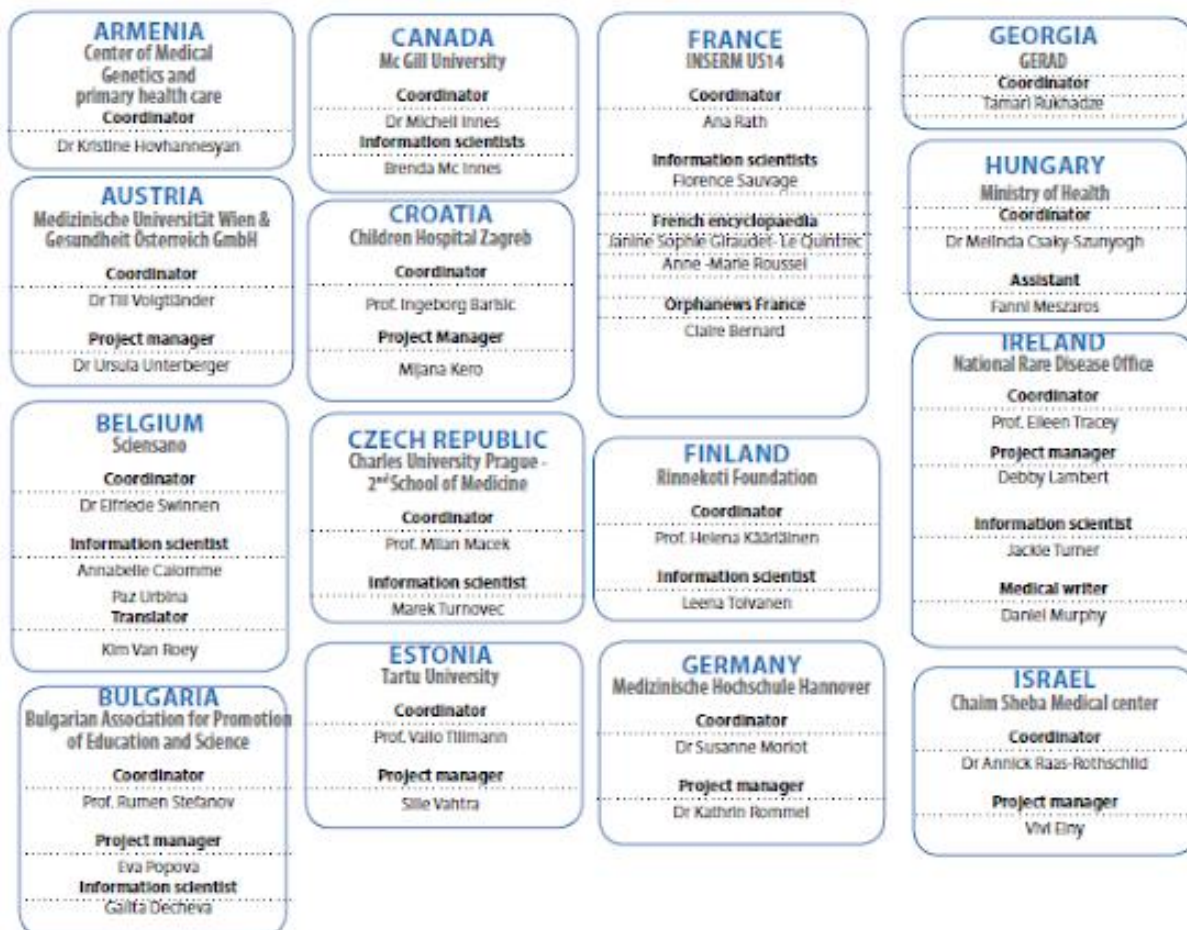 ARMENIA
Center of Medical
Genetics and
primary health care
Coordinator
Dr Kristine Hovhannesyan
AUSTRIA
Medizinische Universität Wien &
Gesundheit Österreich GmbH
Coordinator
Dr Till Voigtländer
Project manager
Dr Ursula Unterberger
BELGIUM
Sciensano
Coordinator
Dr Elfriede Swinnen
Information scientist
Annabelle Calomme
Paz Urbina
Translator
Kim Van Roey
BULGARIA
Bulgarian Association for Promotion
of Education and Science
Coordinator
Prof. Rumen Stefanov
Project manager
Eva Popova
Information scientist
Galita Decheva
CANADA
Mc Gill University
Coordinator
Dr Michell Innes
Information scientists
Brenda Mc Innes
CROATIA
Children Hospital Zagreb
Coordinator
Prof. Ingeborg Barisic
Project Manager
Mijana Kero
CZECH REPUBLIC
Charles University Prague -
2nd School of Medicine
Coordinator
Prof. Milan Macek
Information scientist
Marek Turnovec
ESTONIA
Tartu University
Coordinator
Prof. Vallo Tillmann
Project manager
Sille Vahtra
FRANCE
INSERM US14
Coordinator
Ana Rath
Information scientists
Florence Sauvage
French encyclopaedia
Janine Sophie Giraudet- Le Quintrec
Anne -Marie Roussel
Orphanews France
Claire Bernard
FINLAND
Rinnekoti Foundation
Coordinator
Prof. Helena Kääriäinen
Information scientist
Leena Toivanen
GERMANY
Medizinische Hochschule Hannover
Coordinator
Dr Susanne Morlot
Project manager
Dr Kathrin Rommel
GEORGIA
GERAD
Coordinator
Tamari Rukhadze
HUNGARY
Ministry of Health
Coordinator
Dr Melinda Csaky-Szunyogh
Assistant
Fanni Meszaros
IRELAND
National Rare Disease Office
Coordinator
Prof. Eileen Tracey
Project manager
Debby Lambert
Information scientist
Jackie Turner
Medical writer
Daniel Murphy
ISRAEL
Chaim Sheba Medical center
Coordinator
Dr Annick Raas-Rothschild
Project manager
Vivi Einy